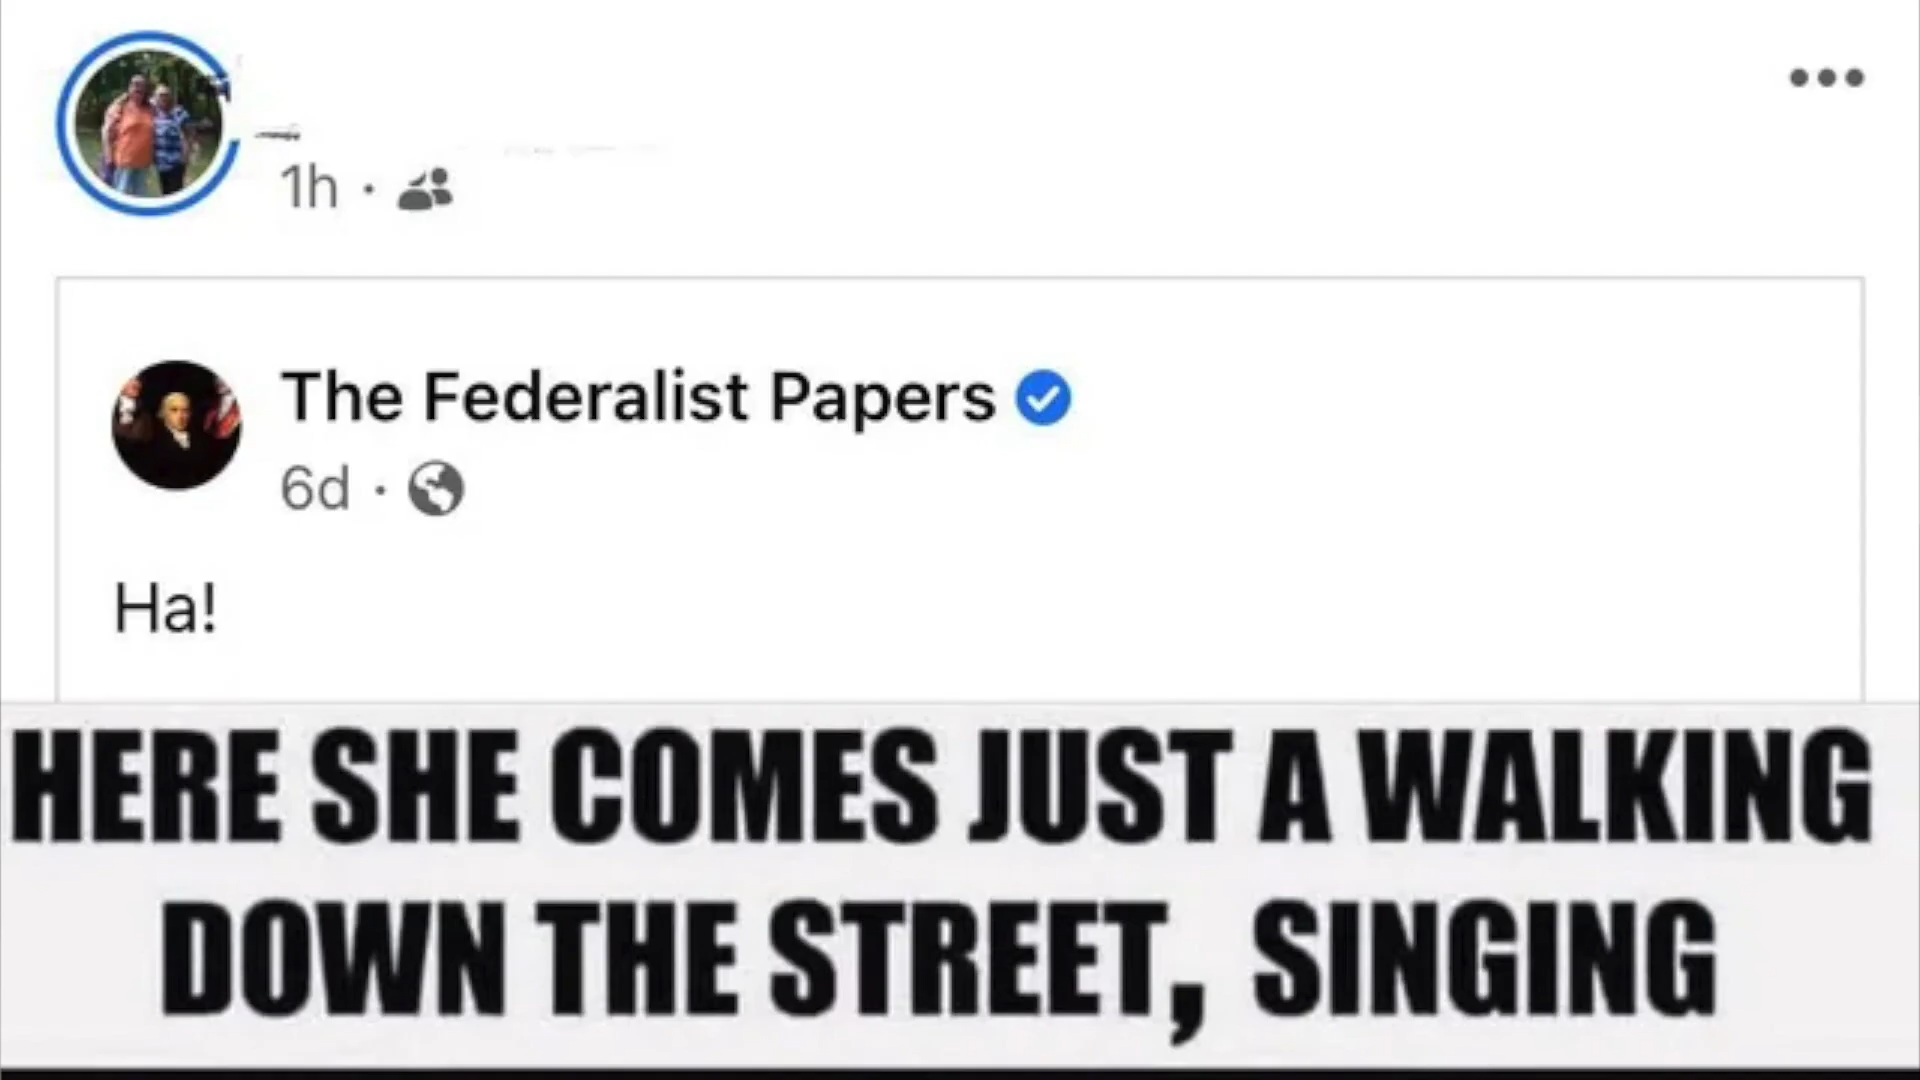 1h ·
The Federalist Papers
6d ·
Ha!
HERE SHE COMES JUST A WALKING
DOWN THE STREET, SINGING